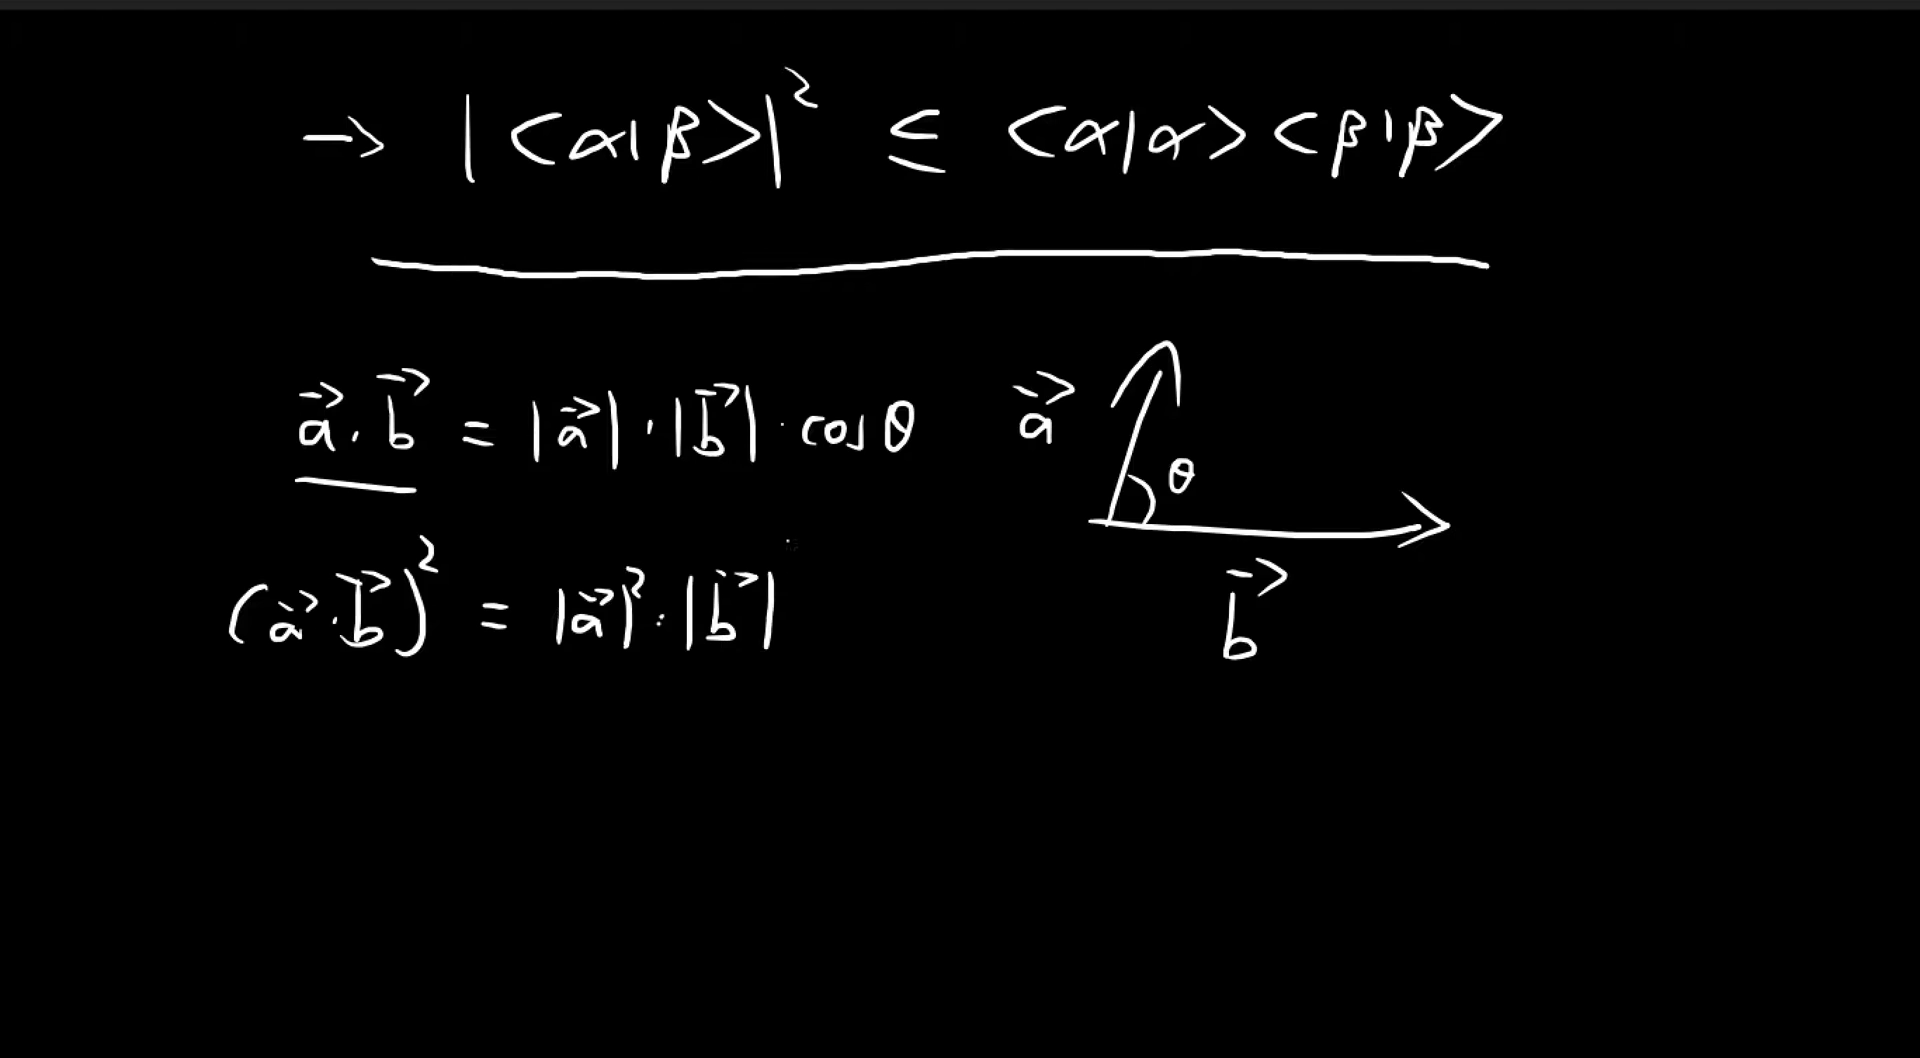 → |<α|β>|² ≤ <α|α><β|β>
a⃗ · b⃗ = |a⃗| · |b⃗| · cos θ
a⃗
θ
(a⃗ · b⃗)² = |a⃗|² · |b⃗|
b⃗